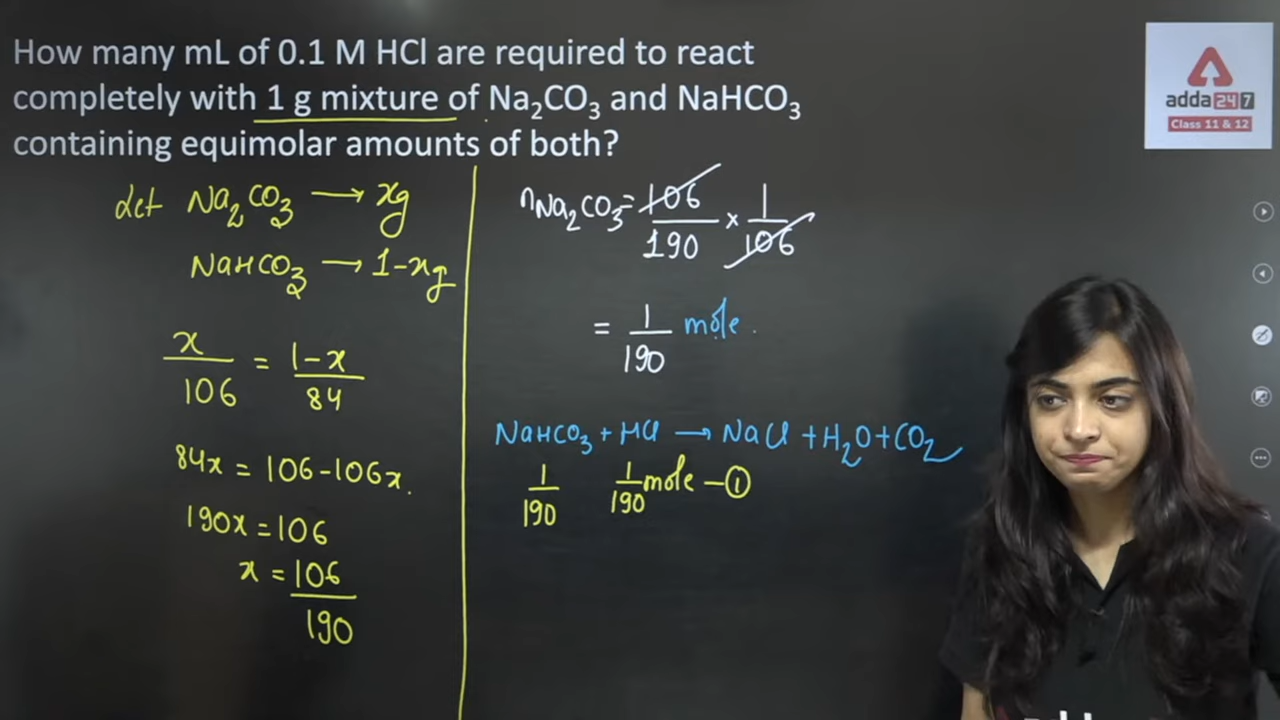 How many mL of 0.1 M HCl are required to react
completely with 1 g mixture of Na₂CO₃ and NaHCO₃
containing equimolar amounts of both?
adda247
Class 11 & 12
Let Na₂CO₃ → xg
NaHCO₃ → 1-xg
x/106 = 1-x/84
84x = 106-106x.
190x = 106
x = 106/190
nNa₂CO₃ = 106/190 × 1/106
= 1/190 mole.
NaHCO₃ + HCl → NaCl + H₂O + CO₂
1/190 1/190 mole - ①